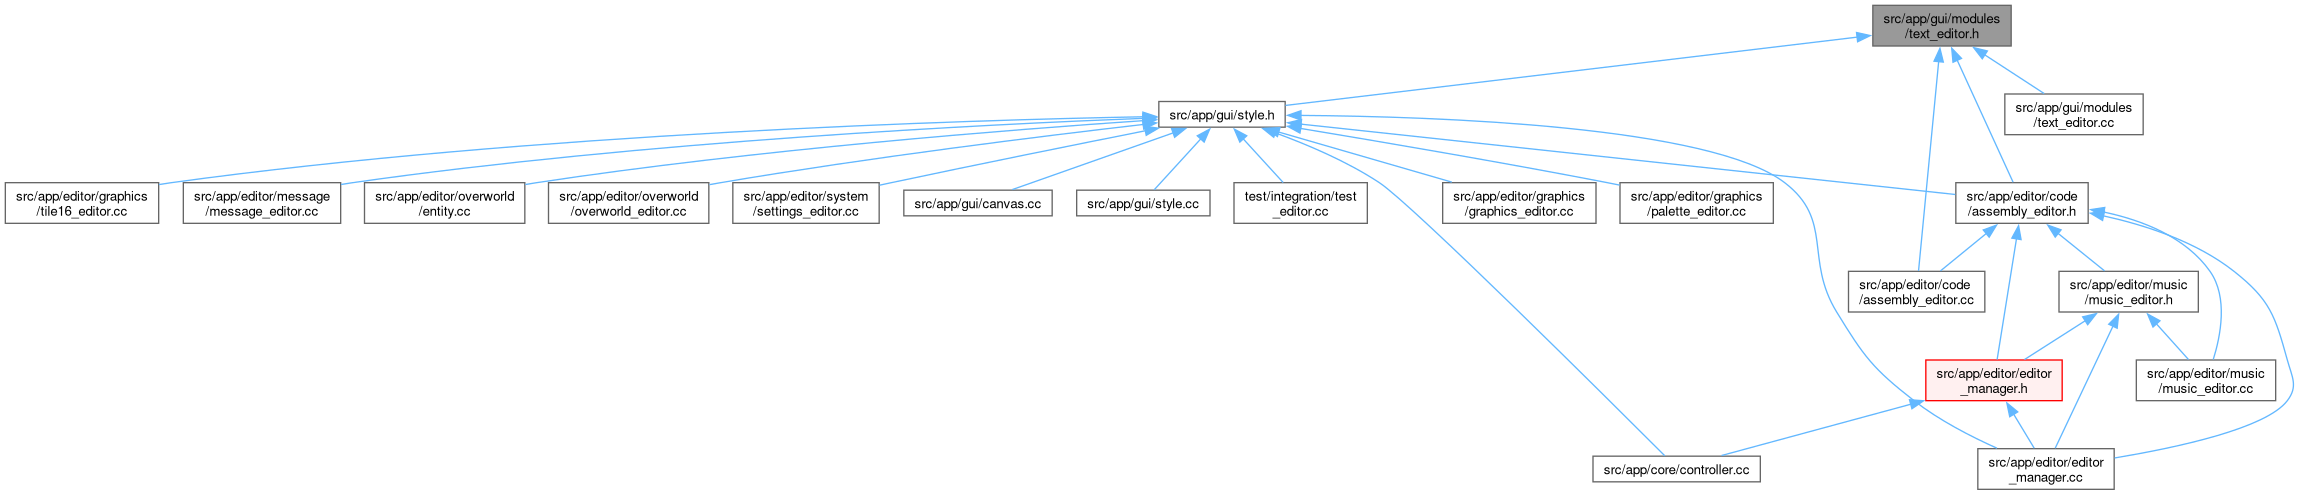 src/app/gui/modules
/text_editor.h
src/app/gui/style.h
src/app/gui/modules
/text_editor.cc
src/app/editor/graphics
/tile16_editor.cc
src/app/editor/message
/message_editor.cc
src/app/editor/overworld
/entity.cc
src/app/editor/overworld
/overworld_editor.cc
src/app/editor/system
/settings_editor.cc
src/app/gui/canvas.cc
src/app/gui/style.cc
test/integration/test
_editor.cc
src/app/editor/graphics
/graphics_editor.cc
src/app/editor/graphics
/palette_editor.cc
src/app/editor/code
/assembly_editor.h
src/app/editor/code
/assembly_editor.cc
src/app/editor/music
/music_editor.h
src/app/editor/editor
_manager.h
src/app/editor/music
/music_editor.cc
src/app/core/controller.cc
src/app/editor/editor
_manager.cc